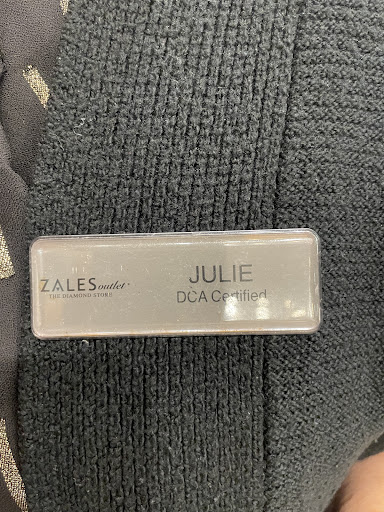 ZALES outlet
THE DIAMOND STORE
JULIE
DCA Certified